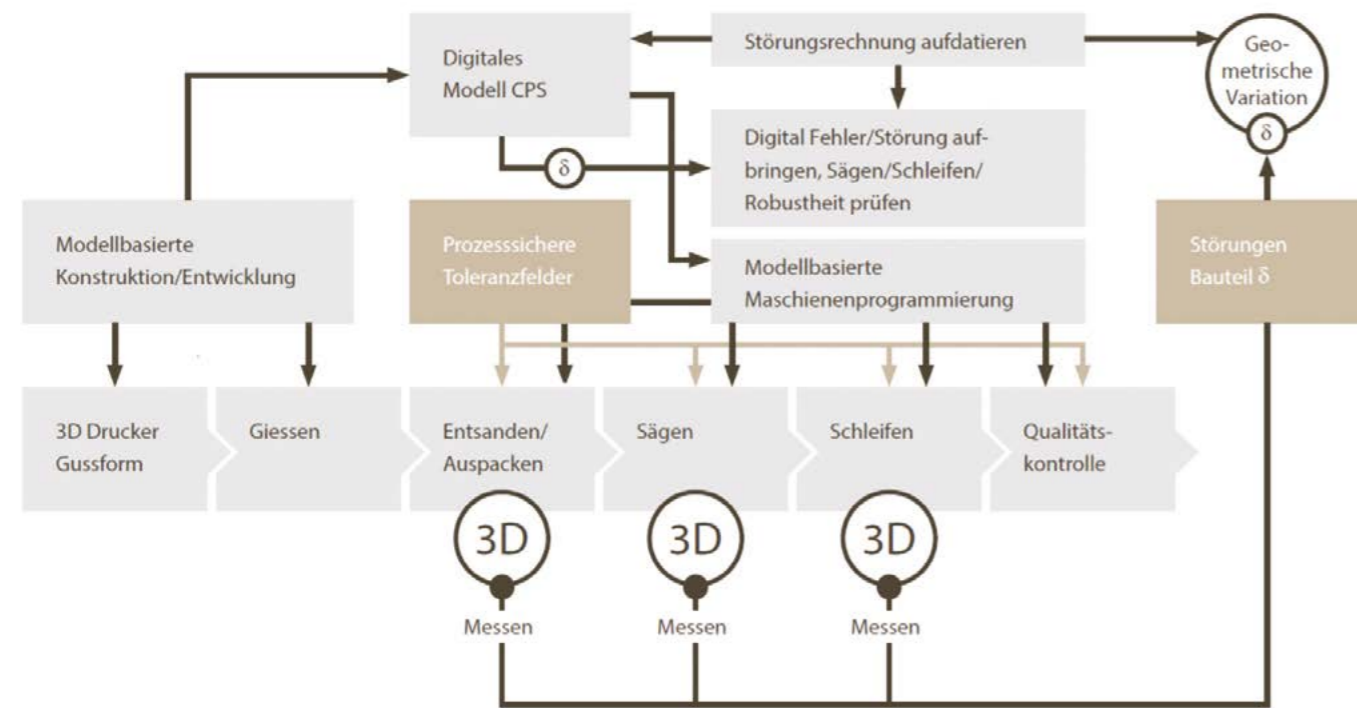 Digitales
Modell CPS
Störungsrechnung aufdatieren
Geo-
metrische
Variation
δ
δ
Digital Fehler/Störung auf-
bringen, Sägen/Schleifen/
Robustheit prüfen
Modellbasierte
Konstruktion/Entwicklung
Prozesssichere
Toleranzfelder
Modellbasierte
Maschienenprogrammierung
Störungen
Bauteil δ
3D Drucker
Gussform
Giessen
Entsanden/
Auspacken
Sägen
Schleifen
Qualitäts-
kontrolle
3D
3D
3D
Messen
Messen
Messen